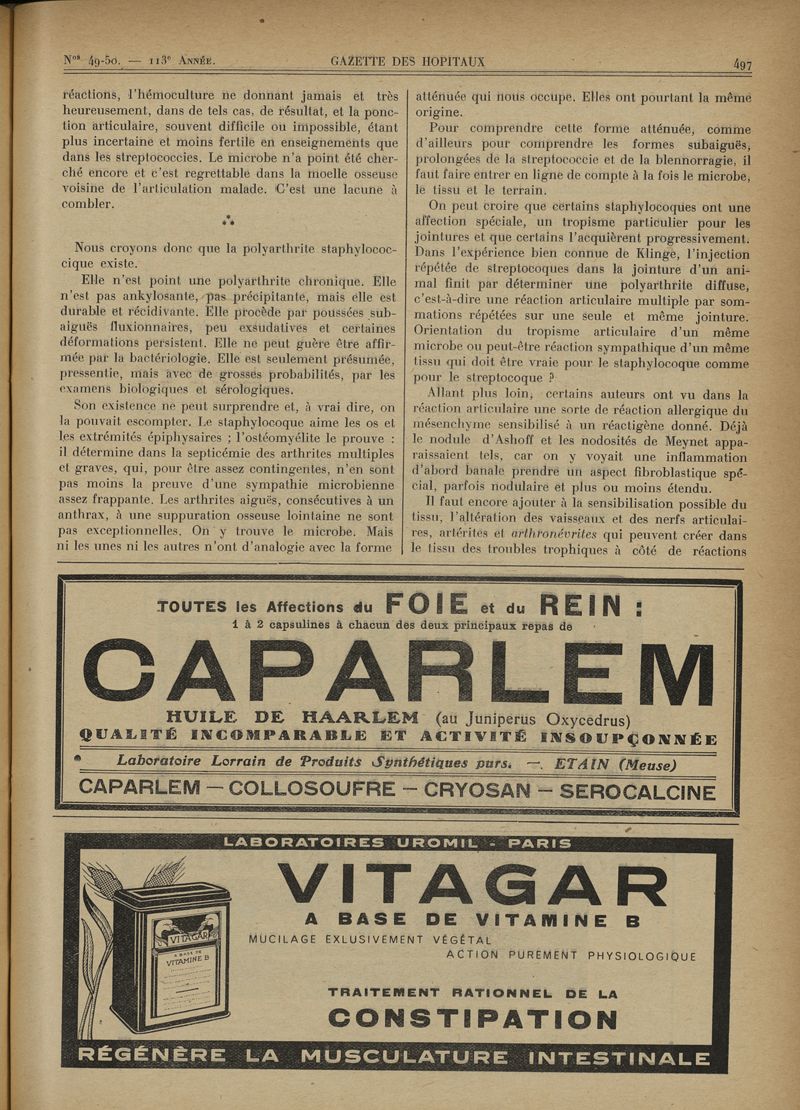 Nos 49-50. — 113e Année.
GAZETTE DES HOPITAUX
497
réactions, l'hémoculture ne donnant jamais et très
heureusement, dans de tels cas, de résultat, et la ponc-
tion articulaire, souvent difficile ou impossible, étant
plus incertaine et moins fertile en enseignements que
dans les streptococcies. Le microbe n'a point été cher-
ché encore et c'est regrettable dans la moelle osseuse
voisine de l'articulation malade. C'est une lacune à
combler.
Nous croyons donc que la polyarthrite staphylococ-
cique existe.
Elle n'est point une polyarthrite chronique. Elle
n'est pas ankylosante, pas précipitante, mais elle est
durable et récidivante. Elle procède par poussées sub-
aiguës fluxionnaires, peu exsudatives et certaines
déformations persistent. Elle ne peut guère être affir-
mée par la bactériologie. Elle est seulement présumée,
pressentie, mais avec de grosses probabilités, par les
examens biologiques et sérologiques.
Son existence ne peut surprendre et, à vrai dire, on
la pouvait escompter. Le staphylocoque aime les os et
les extrémités épiphysaires ; l'ostéomyélite le prouve :
il détermine dans la septicémie des arthrites multiples
et graves, qui, pour être assez contingentes, n'en sont
pas moins la preuve d'une sympathie microbienne
assez frappante. Les arthrites aiguës, consécutives à un
anthrax, à une suppuration osseuse lointaine ne sont
pas exceptionnelles. On y trouve le microbe. Mais
ni les unes ni les autres n'ont d'analogie avec la forme
atténuée qui nous occupe. Elles ont pourtant la même
origine.
Pour comprendre cette forme atténuée, comme
d'ailleurs pour comprendre les formes subaiguës,
prolongées de la streptococcie et de la blennorragie, il
faut faire entrer en ligne de compte à la fois le microbe,
le tissu et le terrain.
On peut croire que certains staphylocoques ont une
affection spéciale, un tropisme particulier pour les
jointures et que certains l'acquièrent progressivement.
Dans l'expérience bien connue de Klinge, l'injection
répétée de streptocoques dans la jointure d'un ani-
mal finit par déterminer une polyarthrite diffuse,
c'est-à-dire une réaction articulaire multiple par som-
mations répétées sur une seule et même jointure.
Orientation du tropisme articulaire d'un même
microbe ou peut-être réaction sympathique d'un même
tissu qui doit être vraie pour le staphylocoque comme
pour le streptocoque ?
Allant plus loin, certains auteurs ont vu dans la
réaction articulaire une sorte de réaction allergique du
mésenchyme sensibilisé à un réactigène donné. Déjà
le nodule d'Ashoff et les nodosités de Meynet appa-
raissaient tels, car on y voyait une inflammation
d'abord banale prendre un aspect fibroblastique spé-
cial, parfois nodulaire et plus ou moins étendu.
Il faut encore ajouter à la sensibilisation possible du
tissu, l'altération des vaisseaux et des nerfs articulai-
res, artérites et arthronévrites qui peuvent créer dans
le tissu des troubles trophiques à côté de réactions
TOUTES les Affections du FOIE et du REIN :
1 à 2 capsulines à chacun des deux principaux repas de
CAPARLEM
HUILE DE HAARLEM (au Juniperus Oxycedrus)
QUALITÉ INCOMPARABLE ET ACTIVITÉ INSOUPÇONNÉE
Laboratoire Lorrain de Produits Synthétiques purs. —. ETAIN (Meuse)
CAPARLEM — COLLOSOUFRE — CRYOSAN — SEROCALCINE
LABORATOIRES UROMIL - PARIS
VITAGAR
A BASE DE VITAMINE B
MUCILAGE EXLUSIVEMENT VÉGÉTAL
ACTION PUREMENT PHYSIOLOGIQUE
VITAGAR
A BASE DE
VITAMINE B
TRAITEMENT RATIONNEL DE LA
CONSTIPATION
RÉGÉNÈRE LA MUSCULATURE INTESTINALE